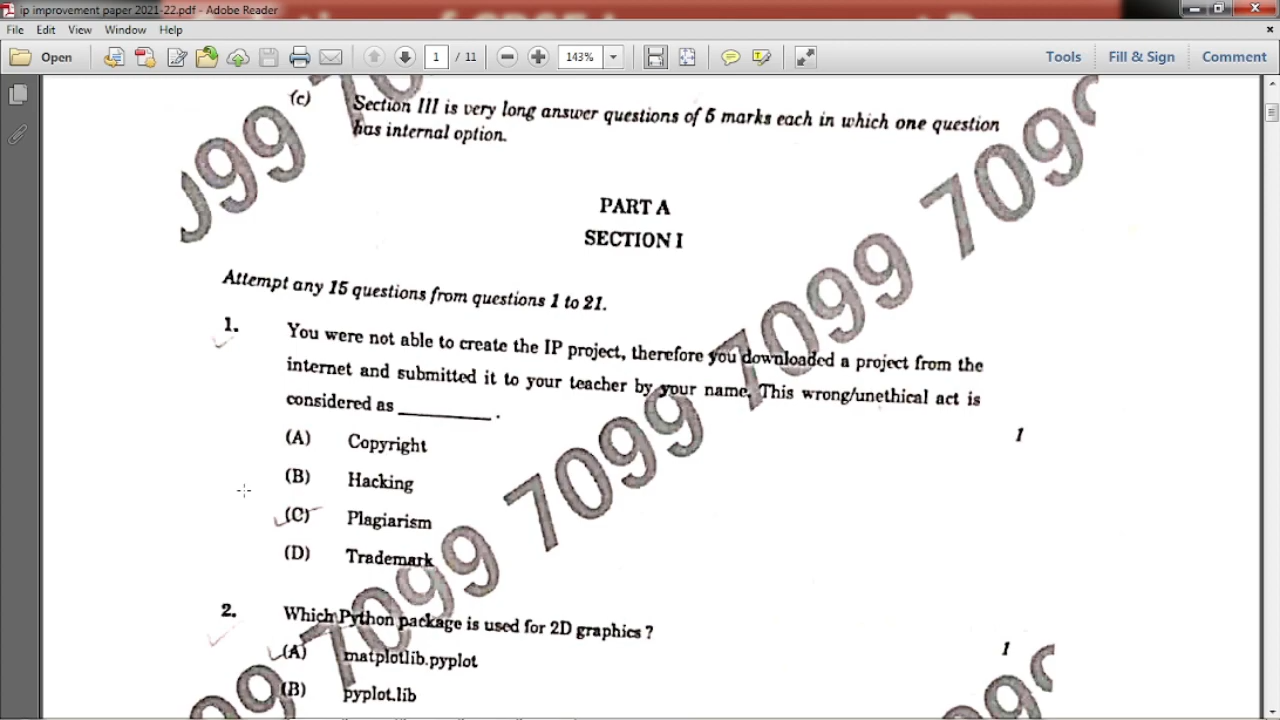 ip improvement paper 2021-22.pdf - Adobe Reader
File Edit View Window Help
Open 1 / 11 143% Tools Fill & Sign Comment
(c) Section III is very long answer questions of 5 marks each in which one question
has internal option.
PART A
SECTION I
Attempt any 15 questions from questions 1 to 21.
1. You were not able to create the IP project, therefore you downloaded a project from the
internet and submitted it to your teacher by your name. This wrong/unethical act is
considered as __________ .
1
(A) Copyright
(B) Hacking
(C) Plagiarism
(D) Trademark
2. Which Python package is used for 2D graphics ?
1
(A) matplotlib.pyplot
(B) pyplot.lib
7099 7099 7099 7099